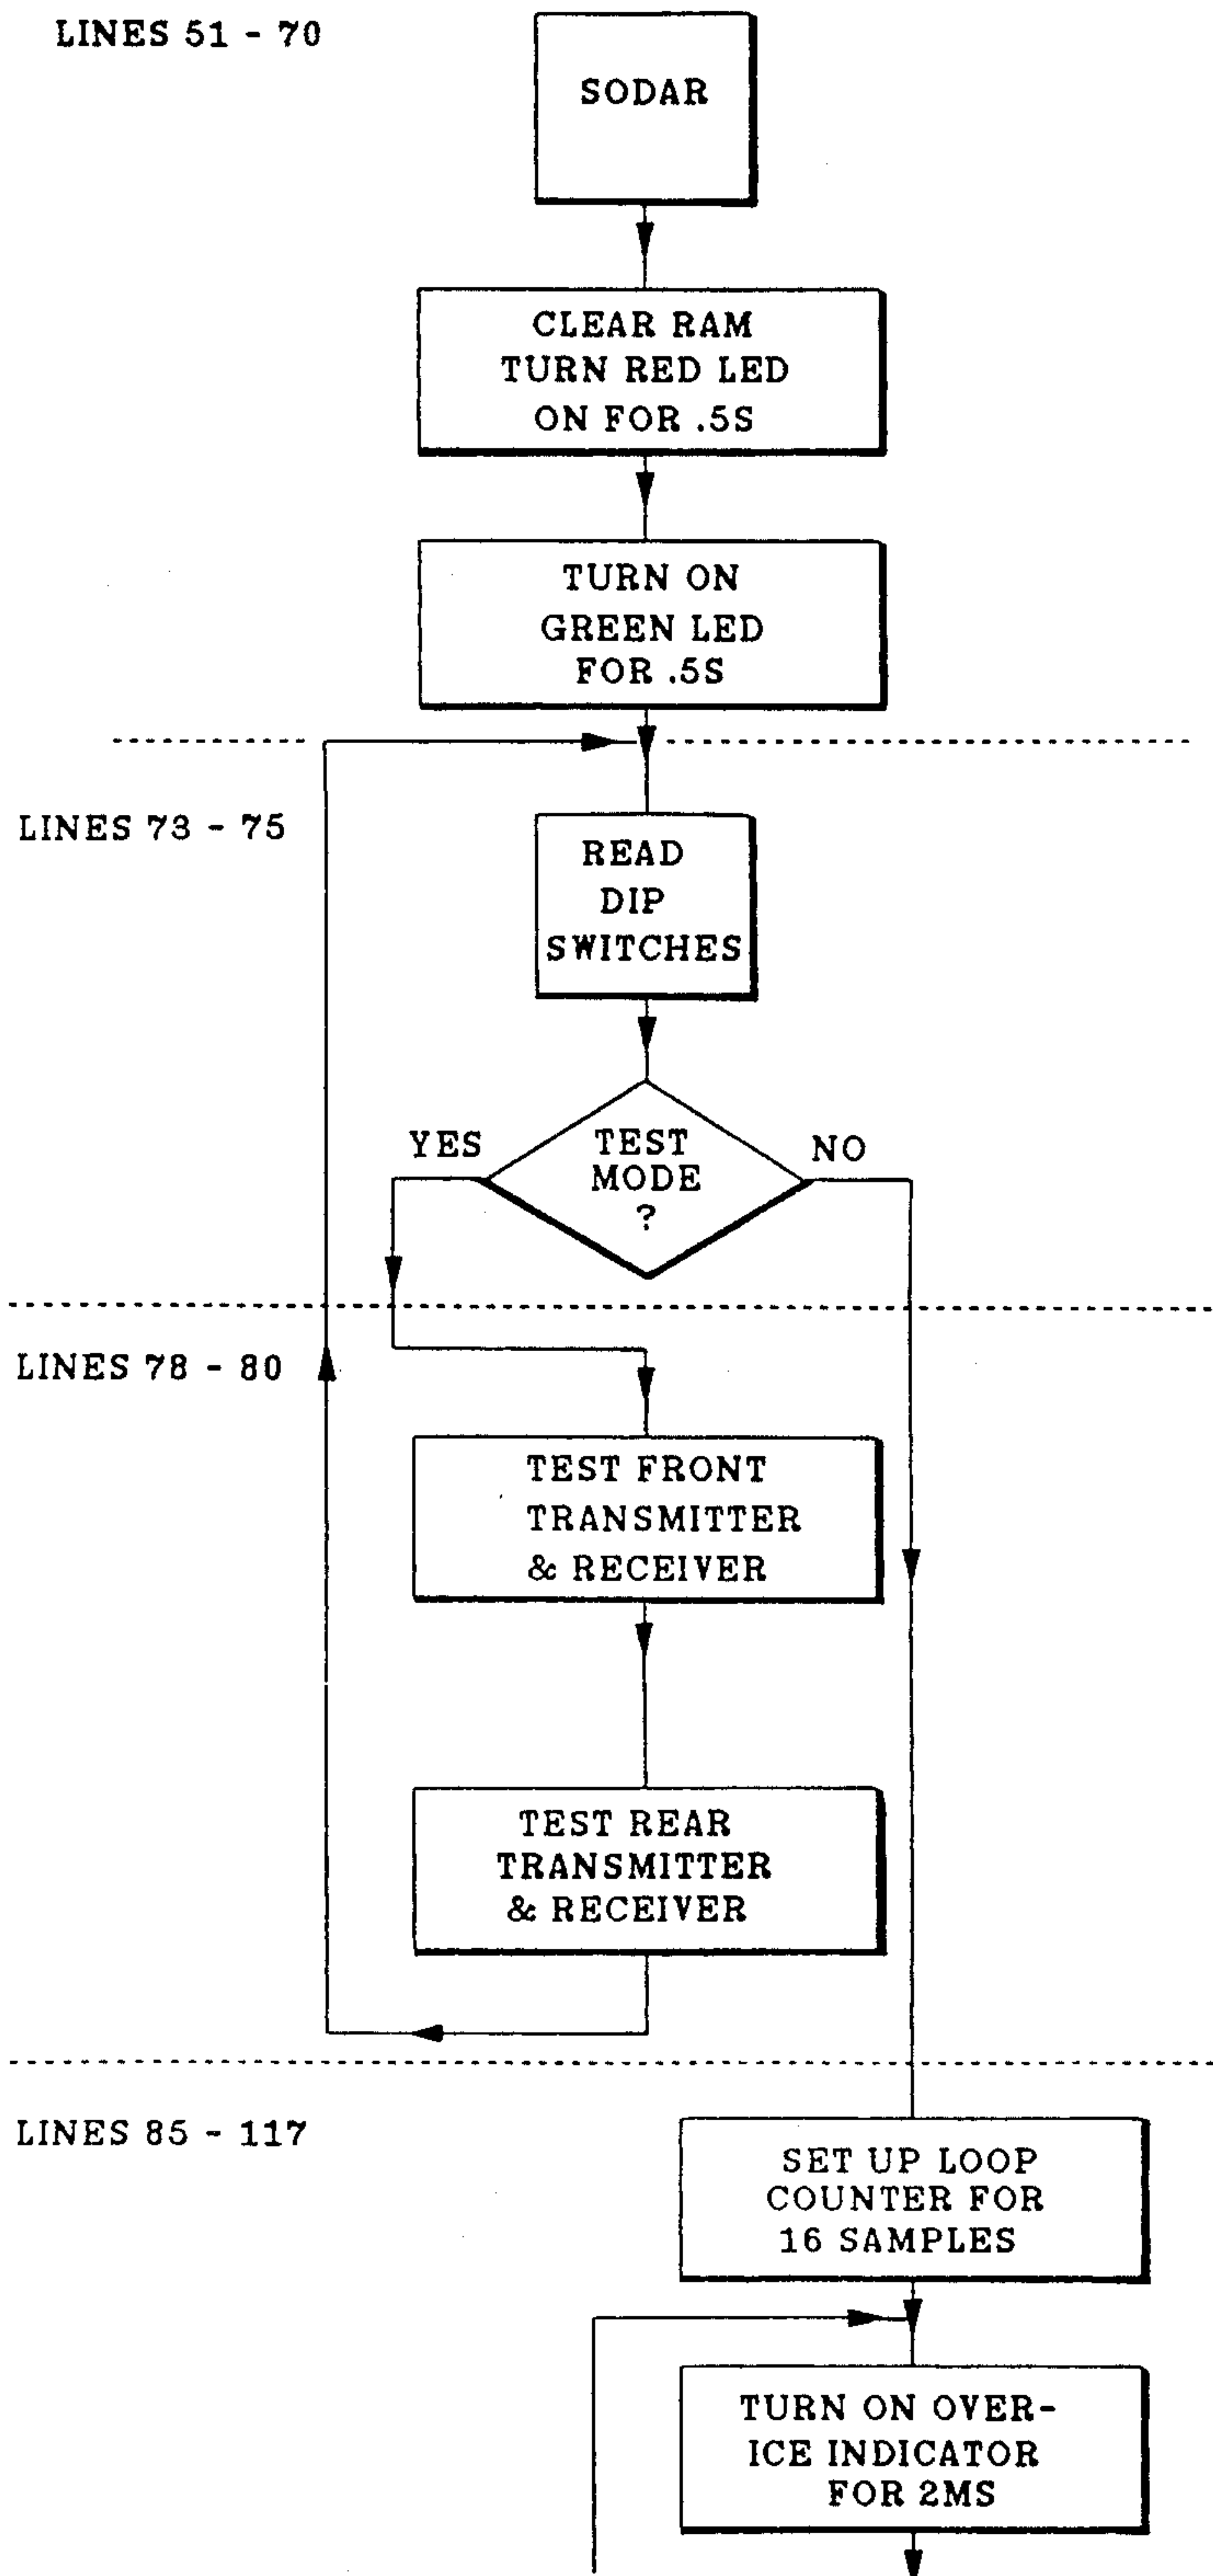 LINES 51 - 70
SODAR
CLEAR RAM
TURN RED LED
ON FOR .5S
TURN ON
GREEN LED
FOR .5S
LINES 73 - 75
READ
DIP
SWITCHES
YES
TEST
MODE
?
NO
LINES 78 - 80
TEST FRONT
TRANSMITTER
& RECEIVER
TEST REAR
TRANSMITTER
& RECEIVER
LINES 85 - 117
SET UP LOOP
COUNTER FOR
16 SAMPLES
TURN ON OVER-
ICE INDICATOR
FOR 2MS